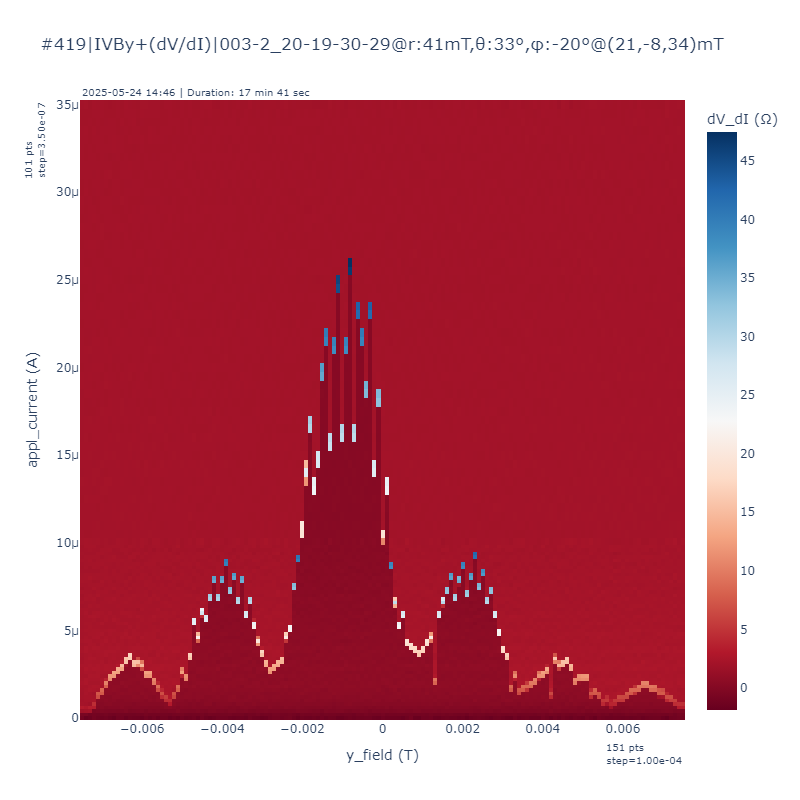 #419|IVBy+(dV/dI)|003-2_20-19-30-29@r:41mT,θ:33°,φ:-20°@(21,-8,34)mT
2025-05-24 14:46 | Duration: 17 min 41 sec
101 pts
step=3.50e-07
dV_dI (Ω)
35μ
30μ
25μ
20μ
15μ
10μ
5μ
0
appl_current (A)
45
40
35
30
25
20
15
10
5
0
−0.006
−0.004
−0.002
0
0.002
0.004
0.006
y_field (T)
151 pts
step=1.00e-04